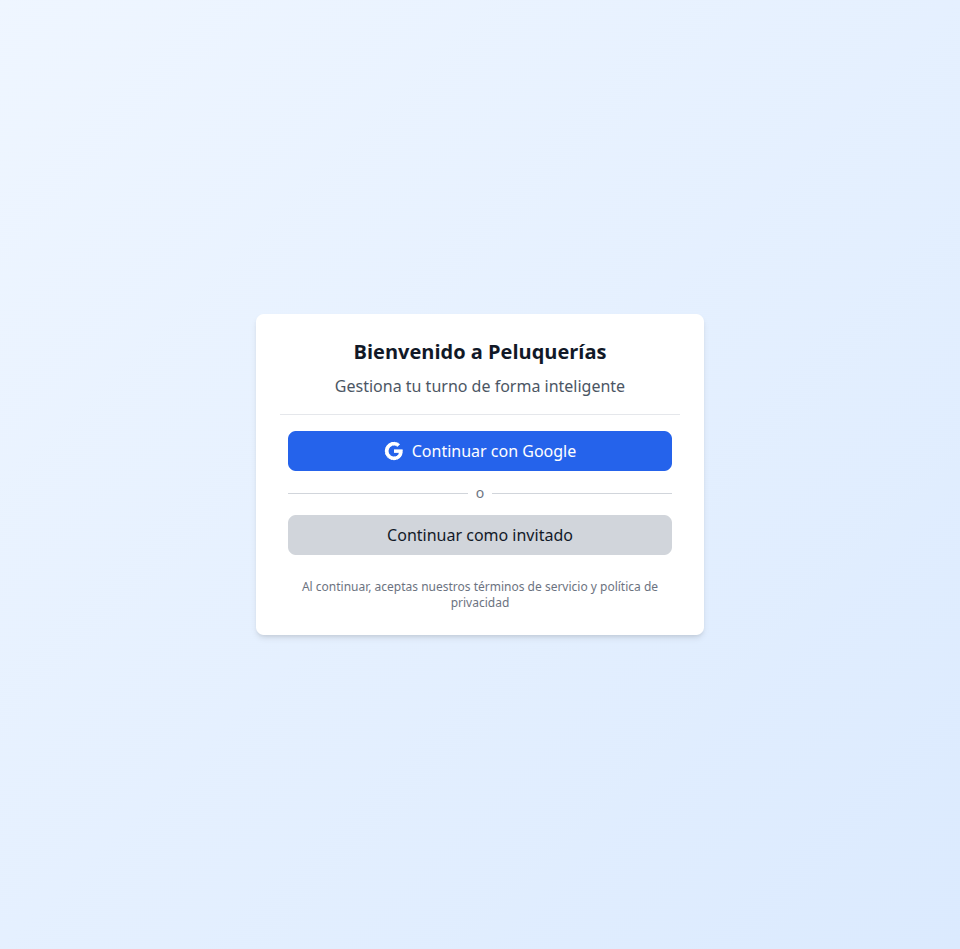 Bienvenido a Peluquerías
Gestiona tu turno de forma inteligente
Continuar con Google
o
Continuar como invitado
Al continuar, aceptas nuestros términos de servicio y política de
privacidad